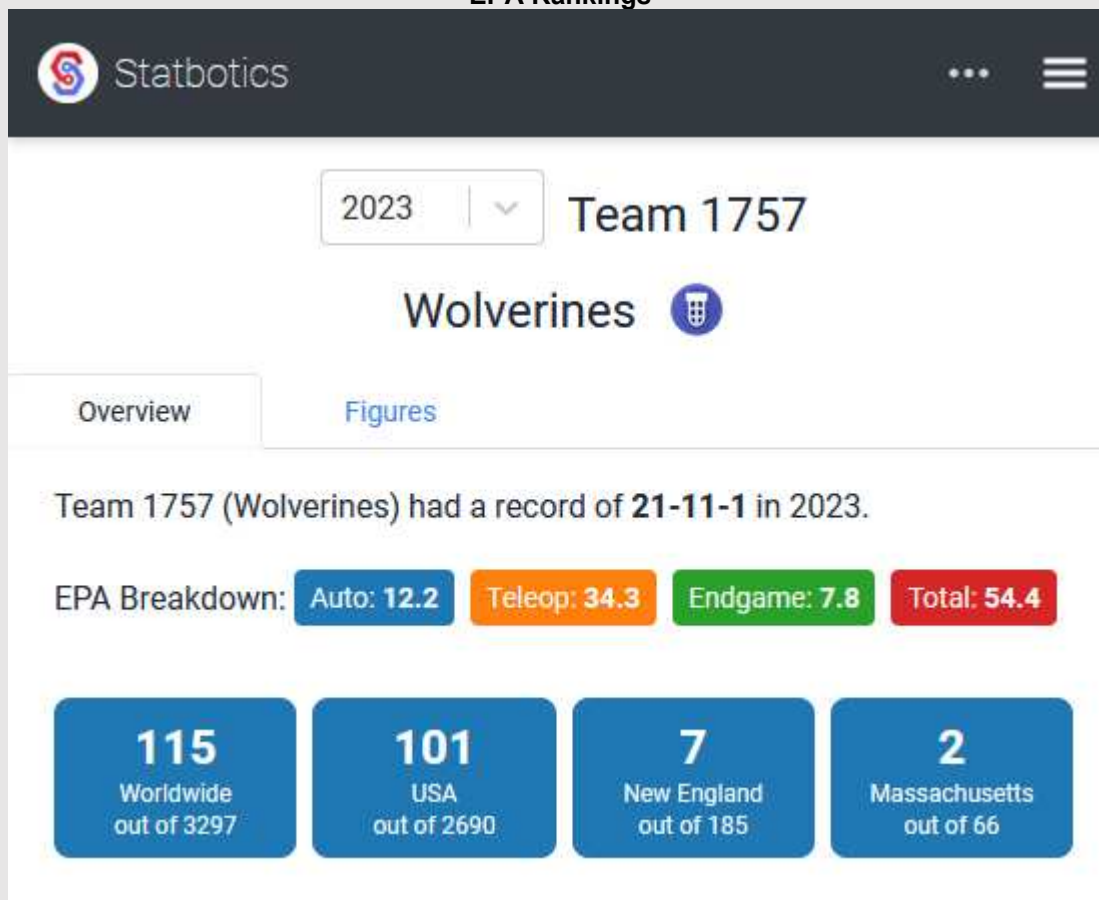 EPA Rankings
Statbotics
2023
Team 1757
Wolverines
Overview
Figures
Team 1757 (Wolverines) had a record of 21-11-1 in 2023.
EPA Breakdown: Auto: 12.2 Teleop: 34.3 Endgame: 7.8 Total: 54.4
115
Worldwide
out of 3297
101
USA
out of 2690
7
New England
out of 185
2
Massachusetts
out of 66